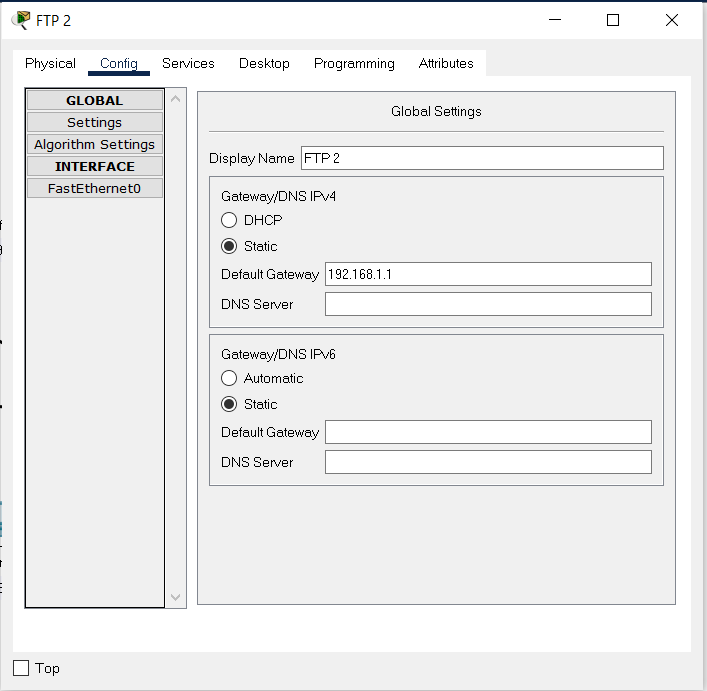 FTP 2
Physical Config Services Desktop Programming Attributes
GLOBAL
Settings
Algorithm Settings
INTERFACE
FastEthernet0
Global Settings
Display Name FTP 2
Gateway/DNS IPv4
DHCP
Static
Default Gateway 192.168.1.1
DNS Server
Gateway/DNS IPv6
Automatic
Static
Default Gateway
DNS Server
Top